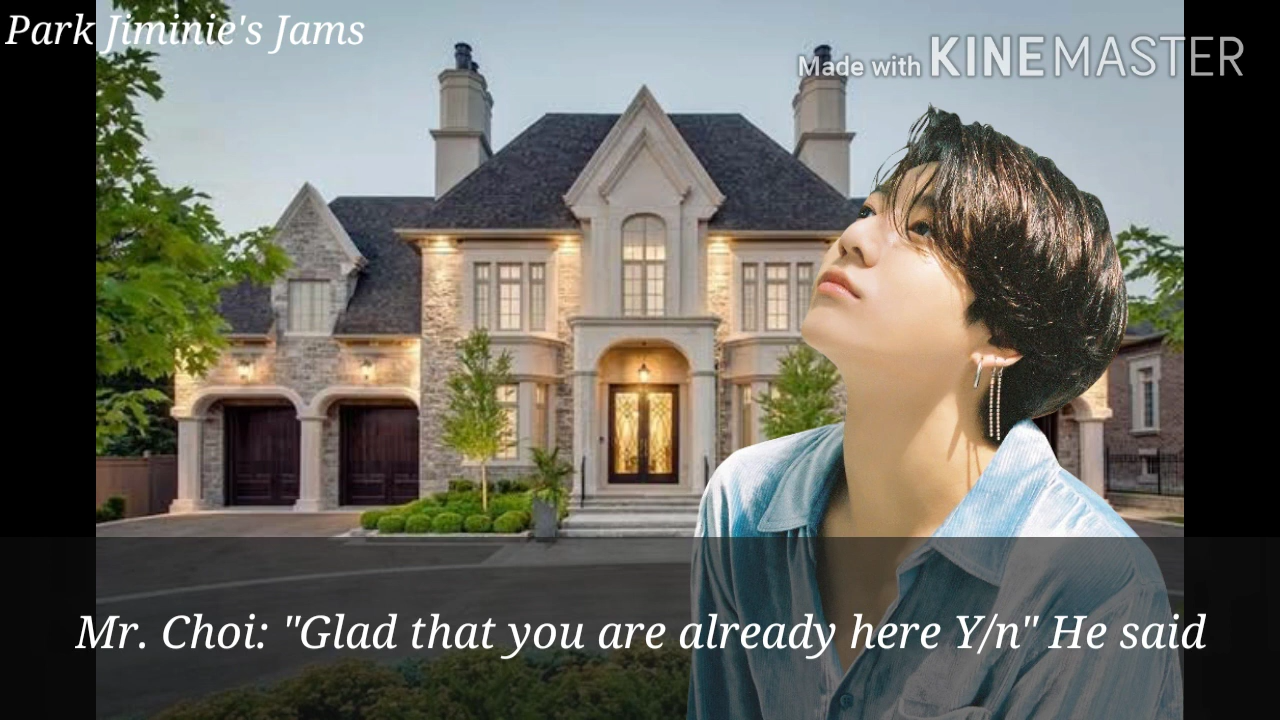 Park Jiminie's Jams
Made with KINEMASTER
Mr. Choi: "Glad that you are already here Y/n" He said